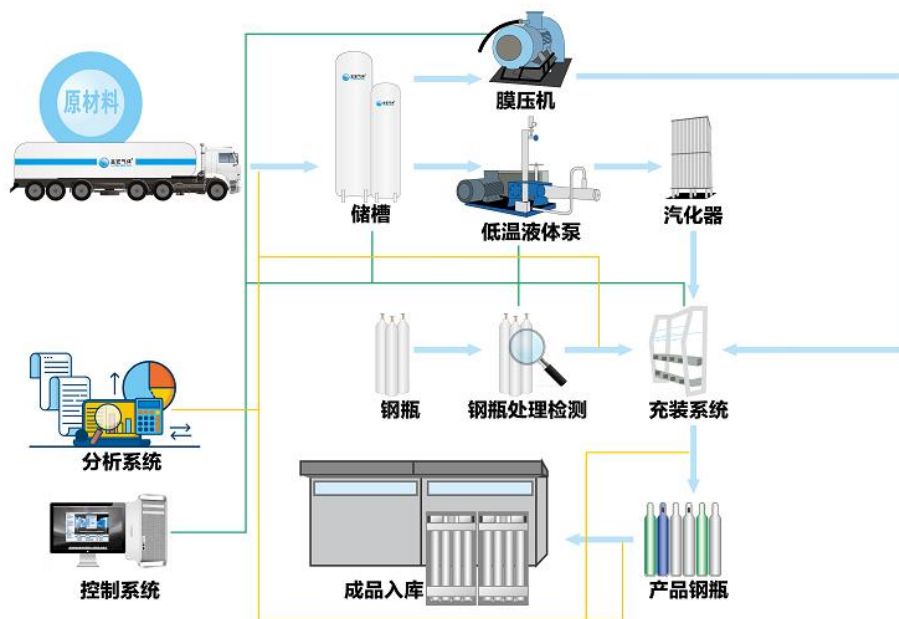 原材料
膜压机
储槽
低温液体泵
汽化器
钢瓶
钢瓶处理检测
充装系统
分析系统
控制系统
成品入库
产品钢瓶